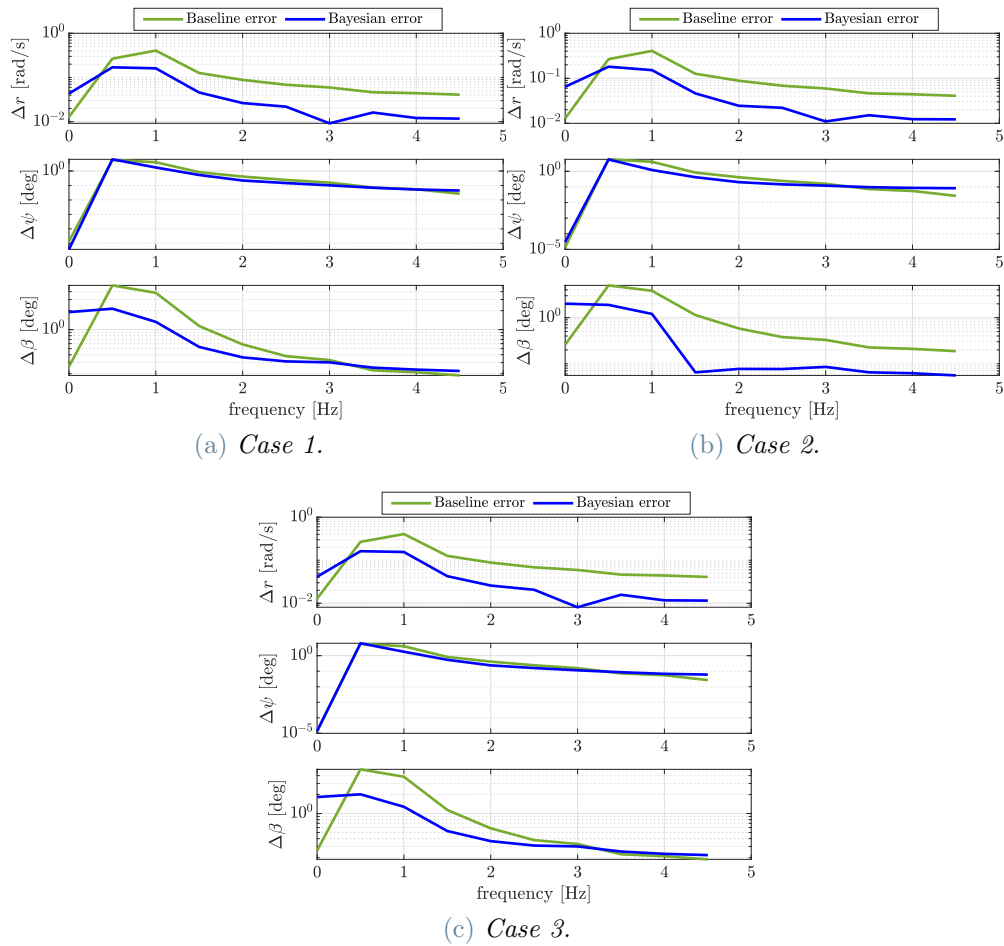 Baseline error Bayesian error
10^0
Δr [rad/s]
10^-2
0 1 2 3 4 5
10^0
Δψ [deg]
0 1 2 3 4 5
10^0
Δβ [deg]
0 1 2 3 4 5
frequency [Hz]
(a) Case 1.
Baseline error Bayesian error
10^0
Δr [rad/s]
10^-1
10^-2
0 1 2 3 4 5
10^0
Δψ [deg]
10^-5
0 1 2 3 4 5
10^0
Δβ [deg]
0 1 2 3 4 5
frequency [Hz]
(b) Case 2.
Baseline error Bayesian error
10^0
Δr [rad/s]
10^-2
0 1 2 3 4 5
10^0
Δψ [deg]
10^-5
0 1 2 3 4 5
10^0
Δβ [deg]
0 1 2 3 4 5
frequency [Hz]
(c) Case 3.